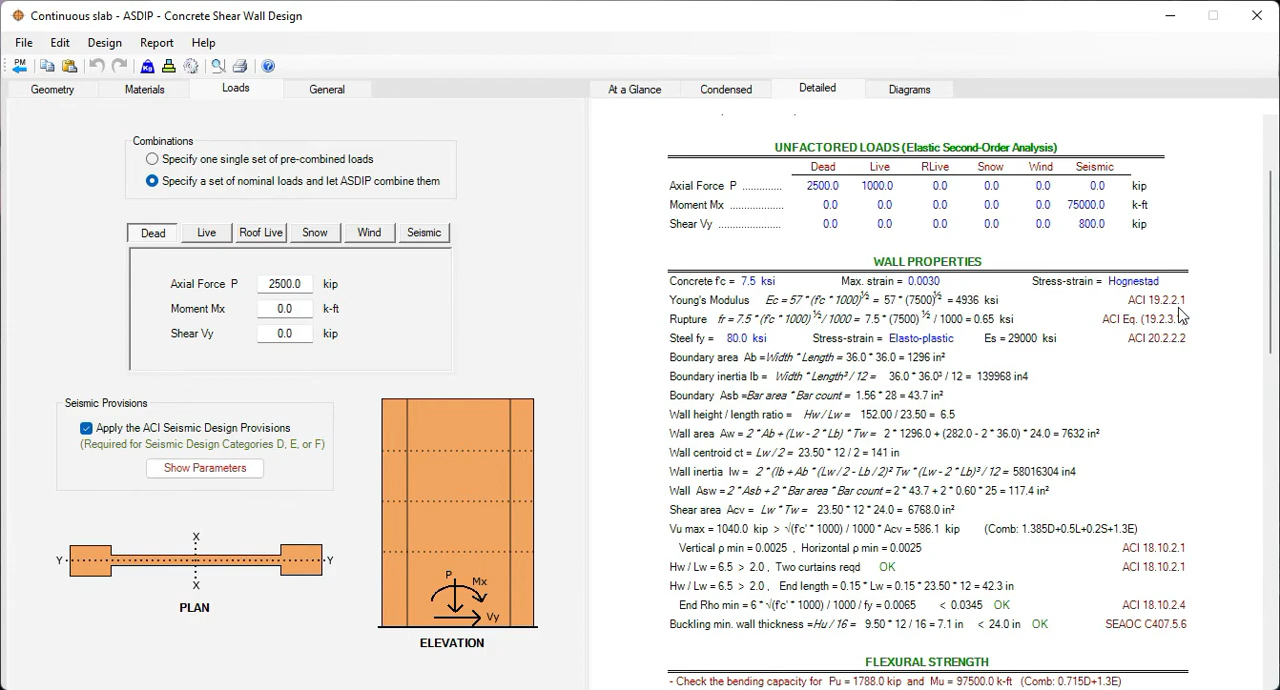 Continuous slab - ASDIP - Concrete Shear Wall Design
File Edit Design Report Help
PM Kg
Geometry Materials Loads General
Combinations
Specify one single set of pre-combined loads
Specify a set of nominal loads and let ASDIP combine them
Dead Live Roof Live Snow Wind Seismic
Axial Force P 2500.0 kip
Moment Mx 0.0 k-ft
Shear Vy 0.0 kip
Seismic Provisions
Apply the ACI Seismic Design Provisions
(Required for Seismic Design Categories D, E, or F)
Show Parameters
X
Y Y
X
PLAN
P Mx
Vy
ELEVATION
At a Glance Condensed Detailed Diagrams
UNFACTORED LOADS (Elastic Second-Order Analysis)
Dead Live RLive Snow Wind Seismic
Axial Force P ............. 2500.0 1000.0 0.0 0.0 0.0 0.0 kip
Moment Mx .................. 0.0 0.0 0.0 0.0 0.0 75000.0 k-ft
Shear Vy ..................... 0.0 0.0 0.0 0.0 0.0 800.0 kip
WALL PROPERTIES
Concrete f'c = 7.5 ksi Max. strain = 0.0030 Stress-strain = Hognestad
Young's Modulus Ec = 57 * (f'c * 1000)^½ = 57 * (7500)^½ = 4936 ksi ACI 19.2.2.1
Rupture fr = 7.5 * (f'c * 1000)^½ / 1000 = 7.5 * (7500)^½ / 1000 = 0.65 ksi ACI Eq. (19.2.3.
Steel fy = 80.0 ksi Stress-strain = Elasto-plastic Es = 29000 ksi ACI 20.2.2.2
Boundary area Ab =Width * Length = 36.0 * 36.0 = 1296 in²
Boundary inertia Ib = Width * Length³ / 12 = 36.0 * 36.0³ / 12 = 139968 in4
Boundary Asb =Bar area * Bar count = 1.56 * 28 = 43.7 in²
Wall height / length ratio = Hw / Lw = 152.00 / 23.50 = 6.5
Wall area Aw = 2 * Ab + (Lw - 2 * Lb) * Tw = 2 * 1296.0 + (282.0 - 2 * 36.0) * 24.0 = 7632 in²
Wall centroid ct = Lw / 2 = 23.50 * 12 / 2 = 141 in
Wall inertia Iw = 2 * (Ib + Ab * (Lw / 2 - Lb / 2)² Tw * (Lw - 2 * Lb)³ / 12 = 58016304 in4
Wall Asw = 2 * Asb + 2 * Bar area * Bar count = 2 * 43.7 + 2 * 0.60 * 25 = 117.4 in²
Shear area Acv = Lw * Tw = 23.50 * 12 * 24.0 = 6768.0 in²
Vu max = 1040.0 kip > √(f'c * 1000) / 1000 * Acv = 586.1 kip (Comb: 1.385D+0.5L+0.2S+1.3E)
Vertical ρ min = 0.0025 , Horizontal ρ min = 0.0025 ACI 18.10.2.1
Hw / Lw = 6.5 > 2.0 , Two curtains reqd OK ACI 18.10.2.1
Hw / Lw = 6.5 > 2.0 , End length = 0.15 * Lw = 0.15 * 23.50 * 12 = 42.3 in
End Rho min = 6 * √(f'c * 1000) / 1000 / fy = 0.0065 < 0.0345 OK ACI 18.10.2.4
Buckling min. wall thickness =Hu / 16 = 9.50 * 12 / 16 = 7.1 in < 24.0 in OK SEAOC C407.5.6
FLEXURAL STRENGTH
- Check the bending capacity for Pu = 1788.0 kip and Mu = 97500.0 k-ft (Comb: 0.715D+1.3E)